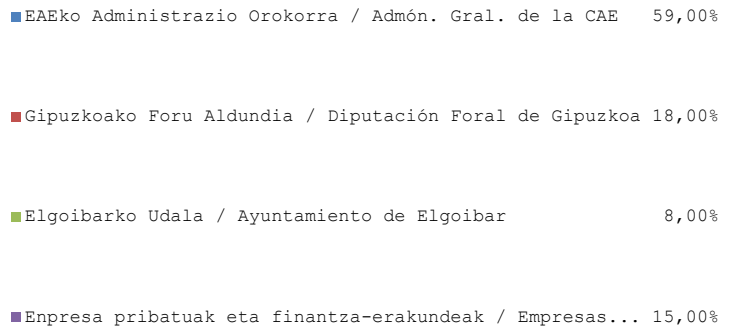 EAEko Administrazio Orokorra / Admón. Gral. de la CAE 59,00%
Gipuzkoako Foru Aldundia / Diputación Foral de Gipuzkoa 18,00%
Elgoibarko Udala / Ayuntamiento de Elgoibar 8,00%
Enpresa pribatuak eta finantza-erakundeak / Empresas... 15,00%